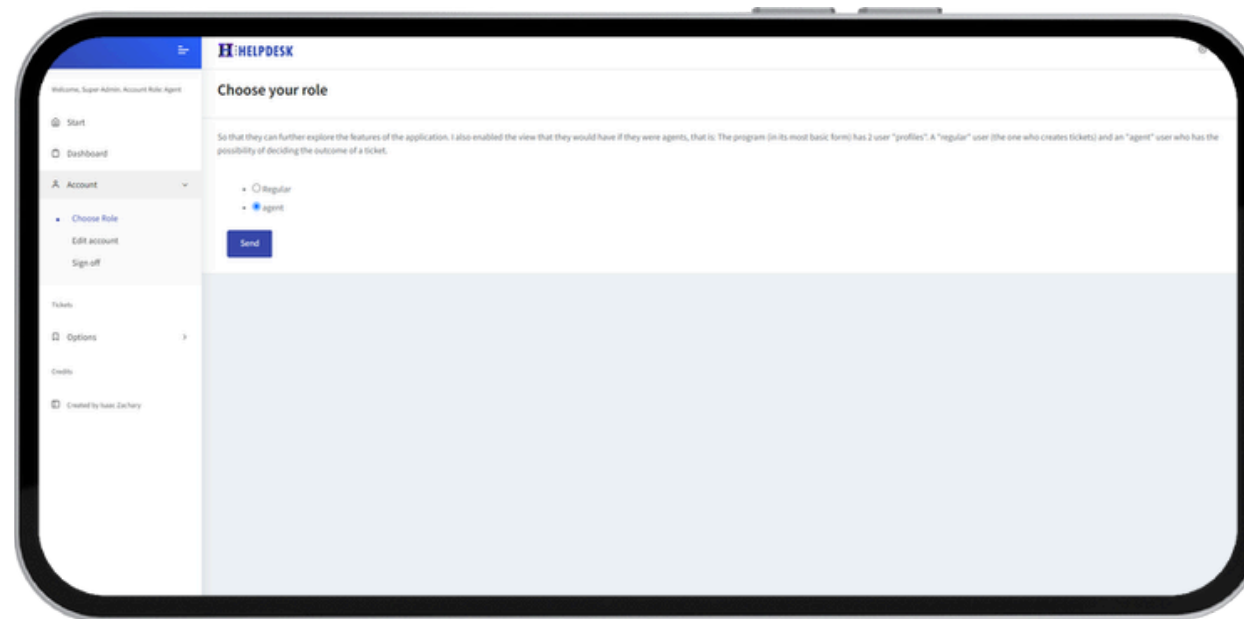 HELPDESK
Welcome, Super-Admin. Account Role: Agent
Choose your role
Start
So that they can further explore the features of the application. I also enabled the view that they would have if they were agents, that is: The program (in its most basic form) has 2 user "profiles". A "regular" user (the one who creates tickets) and an "agent" user who has the
possibility of deciding the outcome of a ticket.
Dashboard
Account
Regular
agent
Choose Role
Edit account
Send
Sign off
Tickets
Options
Credits
Created by Isaac Zachary